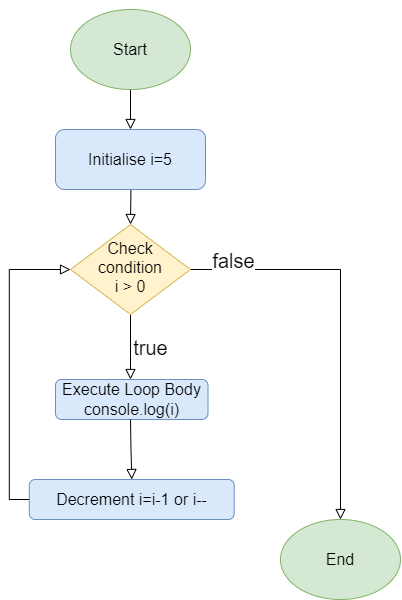 Start
Initialise i=5
Check
condition
i > 0
false
true
Execute Loop Body
console.log(i)
Decrement i=i-1 or i--
End